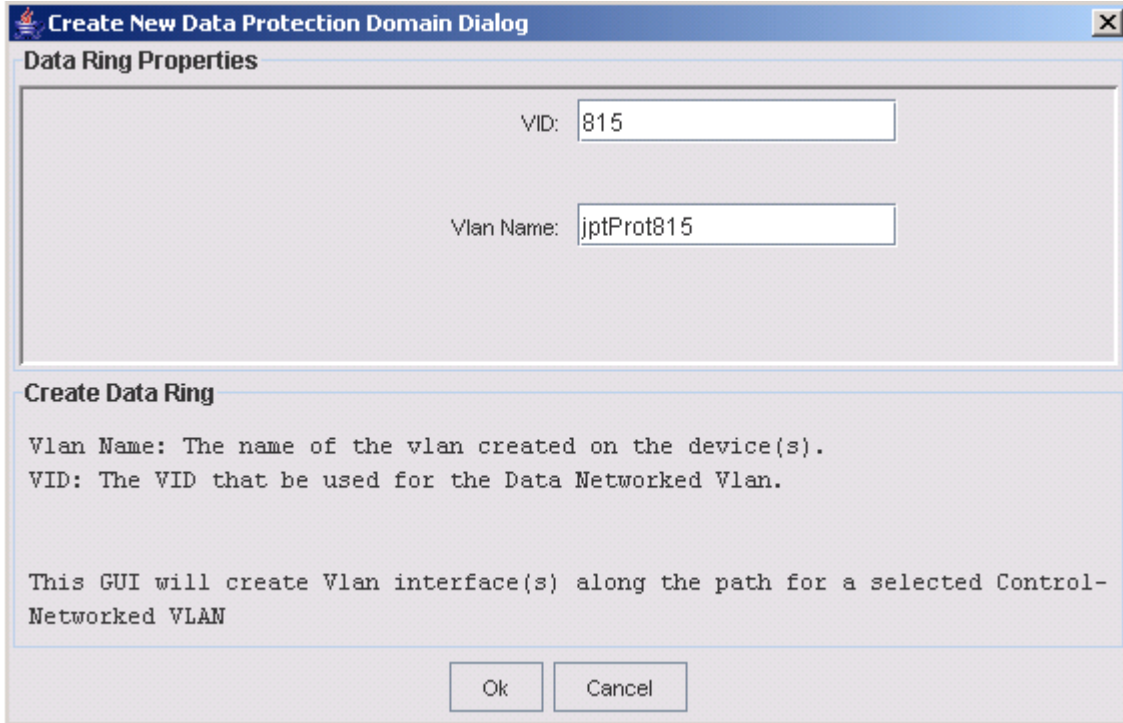 Create New Data Protection Domain Dialog
Data Ring Properties
VID: 815
Vlan Name: jptProt815
Create Data Ring
Vlan Name: The name of the vlan created on the device(s).
VID: The VID that be used for the Data Networked Vlan.
This GUI will create Vlan interface(s) along the path for a selected Control-
Networked VLAN
Ok Cancel